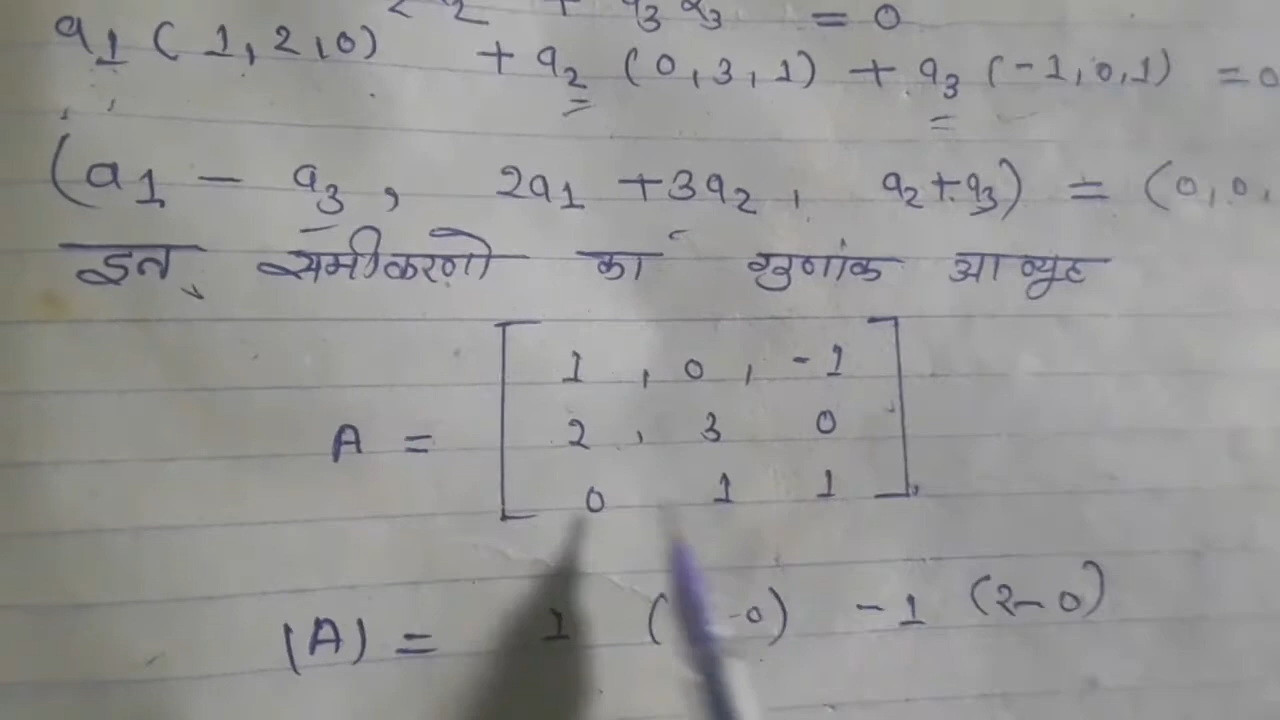 a₃α₃ = 0
a₁ (1, 2, 0) + a₂ (0, 3, 1) + a₃ (-1, 0, 1) = 0
(a₁ - a₃, 2a₁ + 3a₂, a₂ + a₃) = (0, 0,
इन समीकरणो का गुणांक आव्यूह
1, 0, -1
A = 2, 3 0
0 1 1
|A| = 1 ( -0) -1 (2-0)